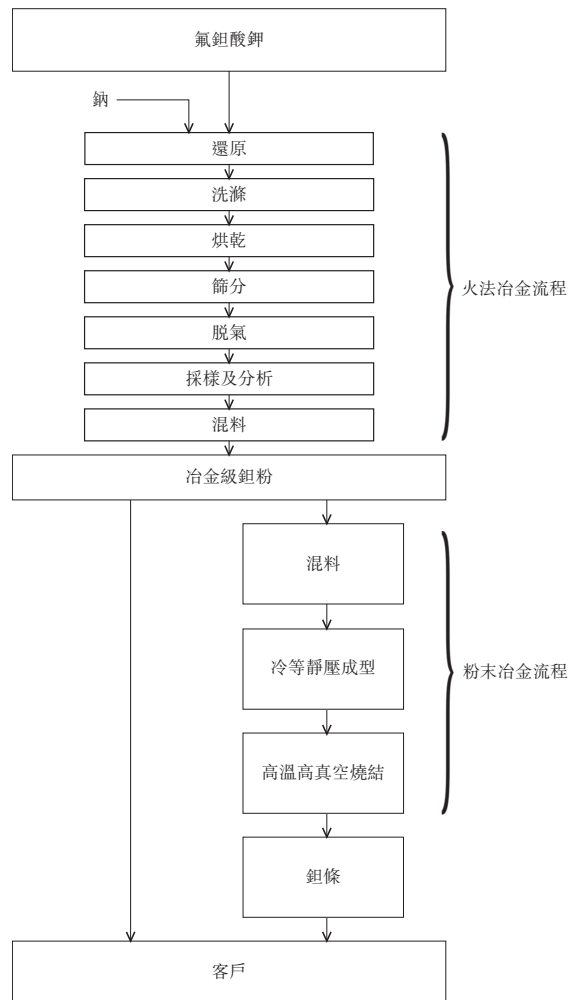 氟鉭酸鉀
鈉
還原
洗滌
烘乾
篩分
脱氣
採樣及分析
混料
火法冶金流程
冶金級鉭粉
混料
冷等靜壓成型
高溫高真空燒結
粉末冶金流程
鉭條
客戶